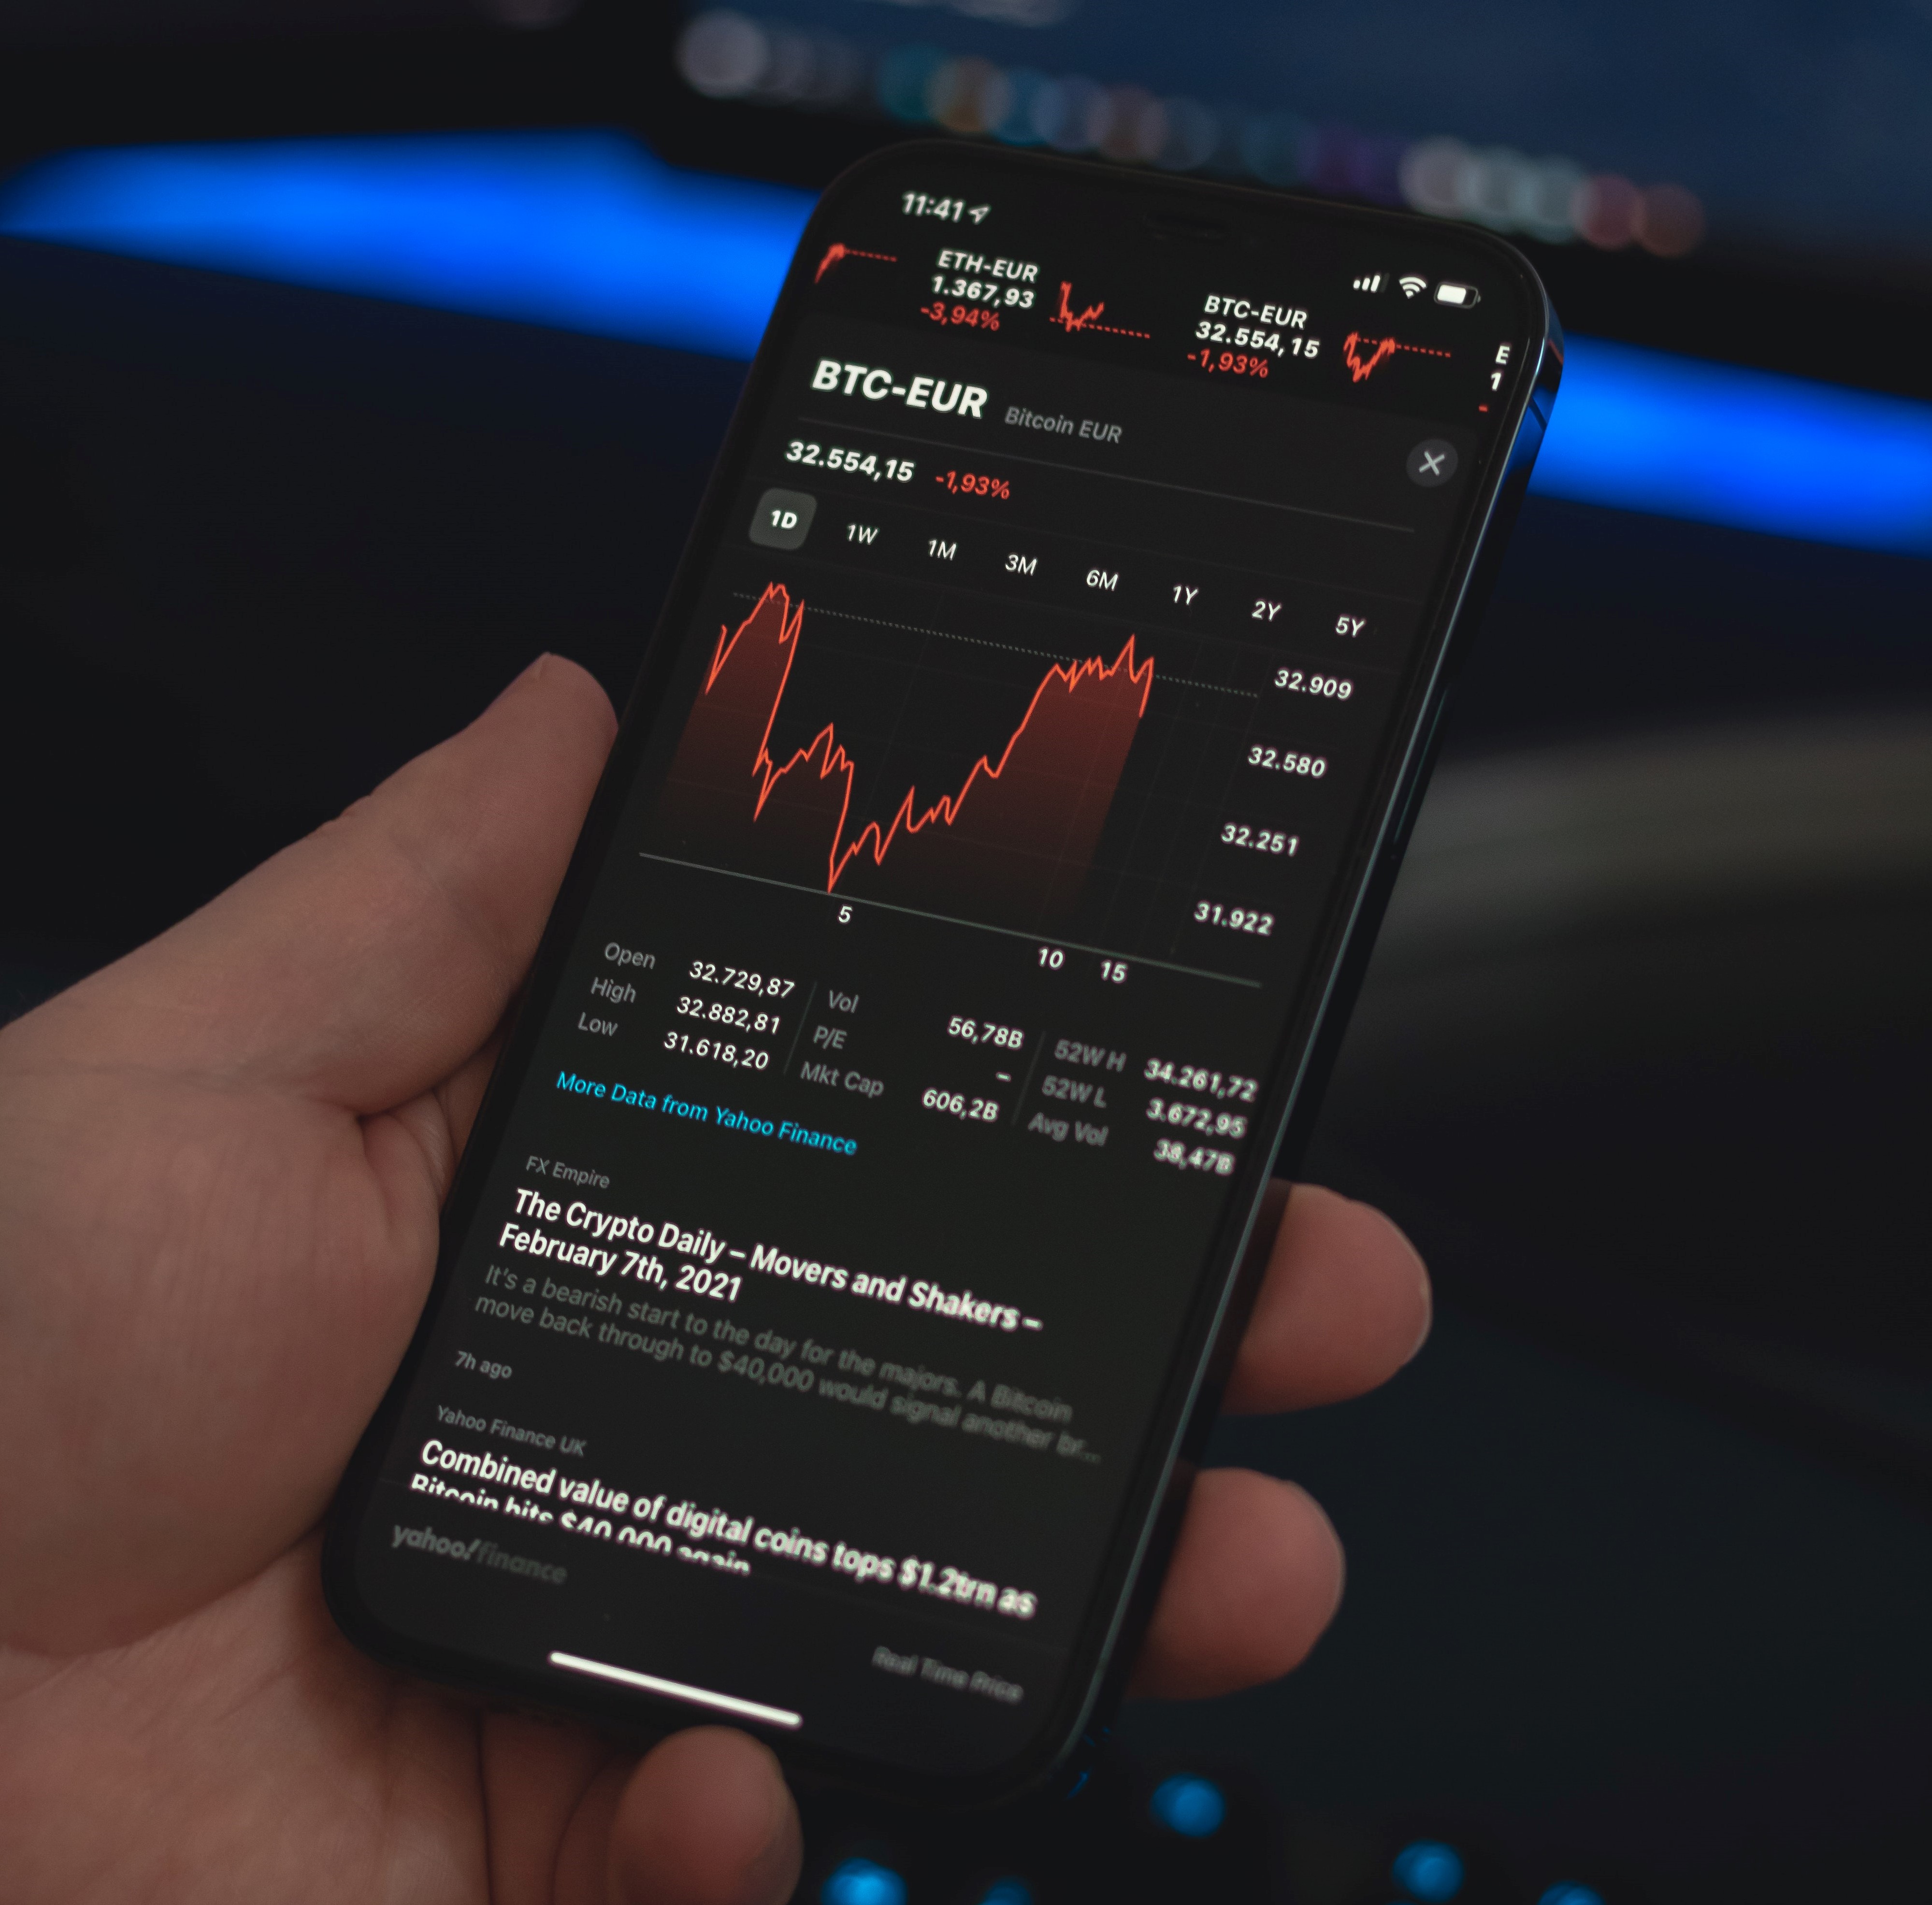 11:41
ETH-EUR
1.367,93
-3,94%
BTC-EUR
32.554,15
-1,93%
E
1
-
BTC-EUR Bitcoin EUR
32.554,15 -1,93%
1D 1W 1M 3M 6M 1Y 2Y 5Y
32.909
32.580
32.251
31.922
5 10 15
Open 32.729,87
High 32.882,81
Low 31.618,20
Vol 56,78B
P/E –
Mkt Cap 606,2B
52W H 34.261,72
52W L 3.672,95
Avg Vol 38,47B
More Data from Yahoo Finance
FX Empire
The Crypto Daily – Movers and Shakers –
February 7th, 2021
It's a bearish start to the day for the majors. A Bitcoin
move back through to $40,000 would signal another br...
7h ago
Yahoo Finance UK
Combined value of digital coins tops $1.2trn as
Bitcoin hits $40,000 again
yahoo!finance
Real Time Price